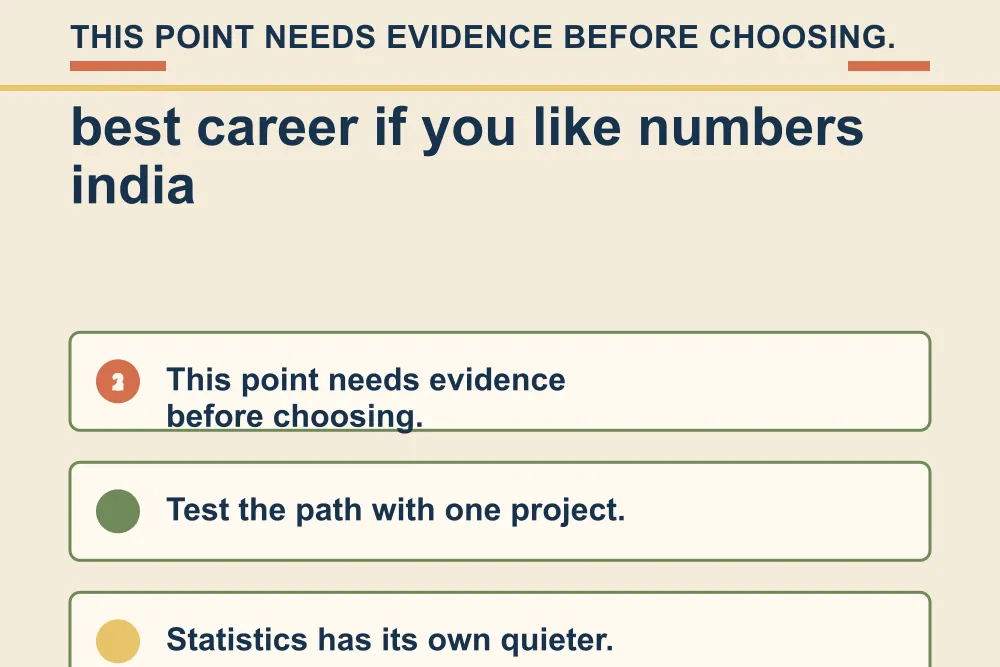 THIS POINT NEEDS EVIDENCE BEFORE CHOOSING.
best career if you like numbers
india
This point needs evidence
before choosing.
Test the path with one project.
Statistics has its own quieter.